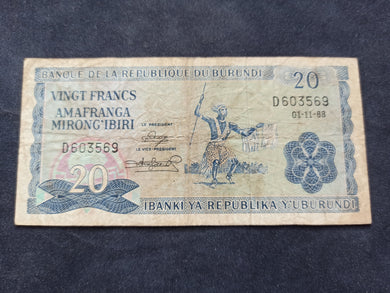 BANQUE DE LA REPUBLIQUE DU BURUNDI
20
VINGT FRANCS
AMAFRANGA
MIRONG'IBIRI
D603569
01-11-88
LE PRESIDENT
D603569
LE VICE-PRESIDENT
20
IBANKI YA REPUBLIKA Y'UBURUNDI